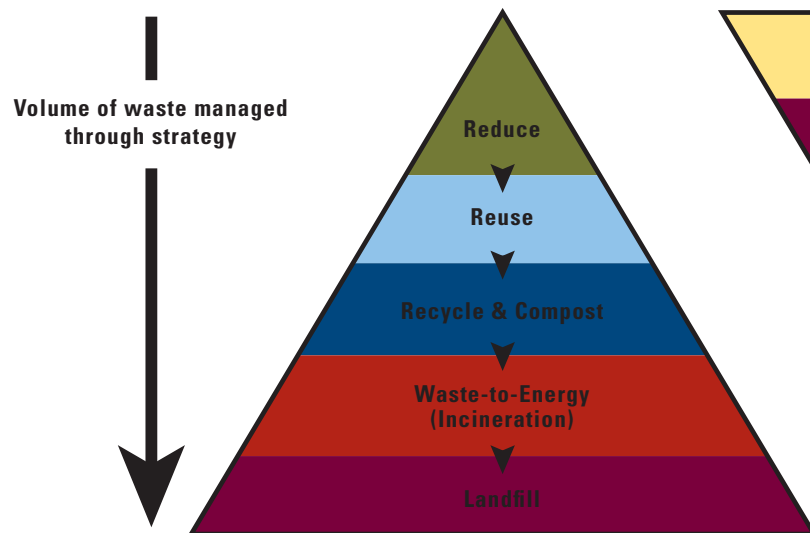 Volume of waste managed
through strategy
Reduce
Reuse
Recycle & Compost
Waste-to-Energy
(Incineration)
Landfill